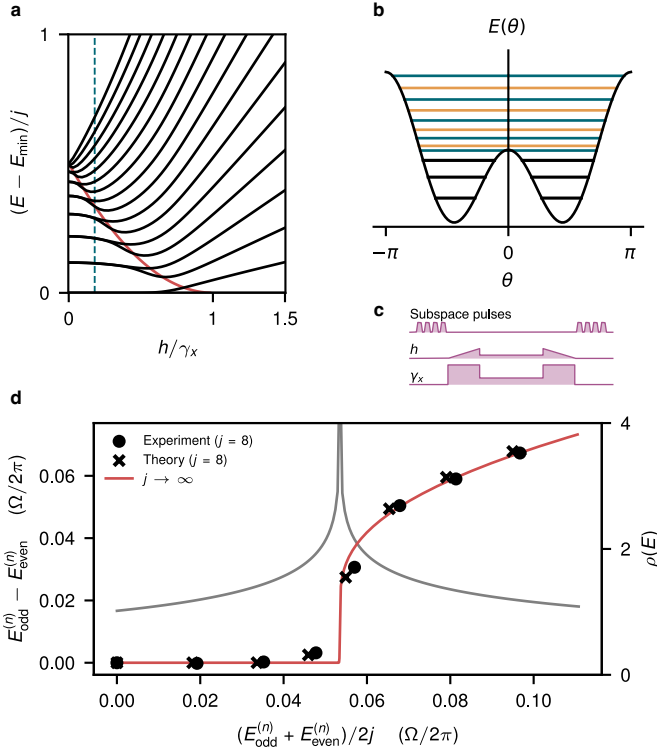 a
1
(E − E_min)/j
0
0
1
1.5
h/γ_x
b
E(θ)
−π
0
π
θ
c
Subspace pulses
h
γ_x
d
Experiment (j = 8)
Theory (j = 8)
j → ∞
0.06
0.04
0.02
0.00
E_odd^(n) − E_even^(n) (Ω/2π)
4
2
0
ρ(E)
0.00
0.02
0.04
0.06
0.08
0.10
(E_odd^(n) + E_even^(n))/2j (Ω/2π)